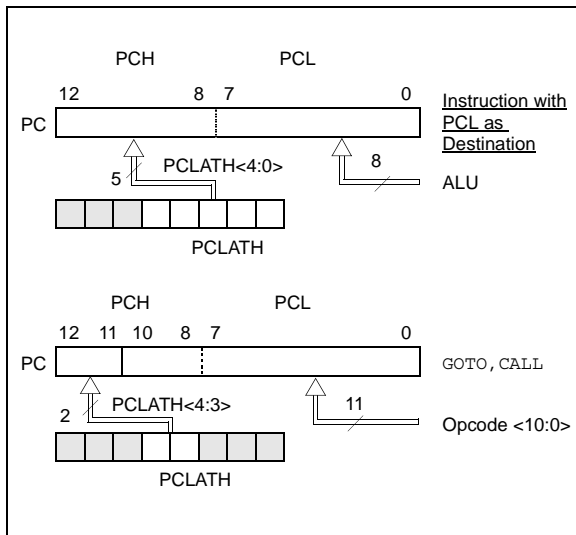 PCH PCL
12 8 7 0
Instruction with
PCL as
Destination
PC
5 PCLATH<4:0> 8
ALU
PCLATH
PCH PCL
12 11 10 8 7 0
PC GOTO, CALL
2 PCLATH<4:3> 11
Opcode <10:0>
PCLATH